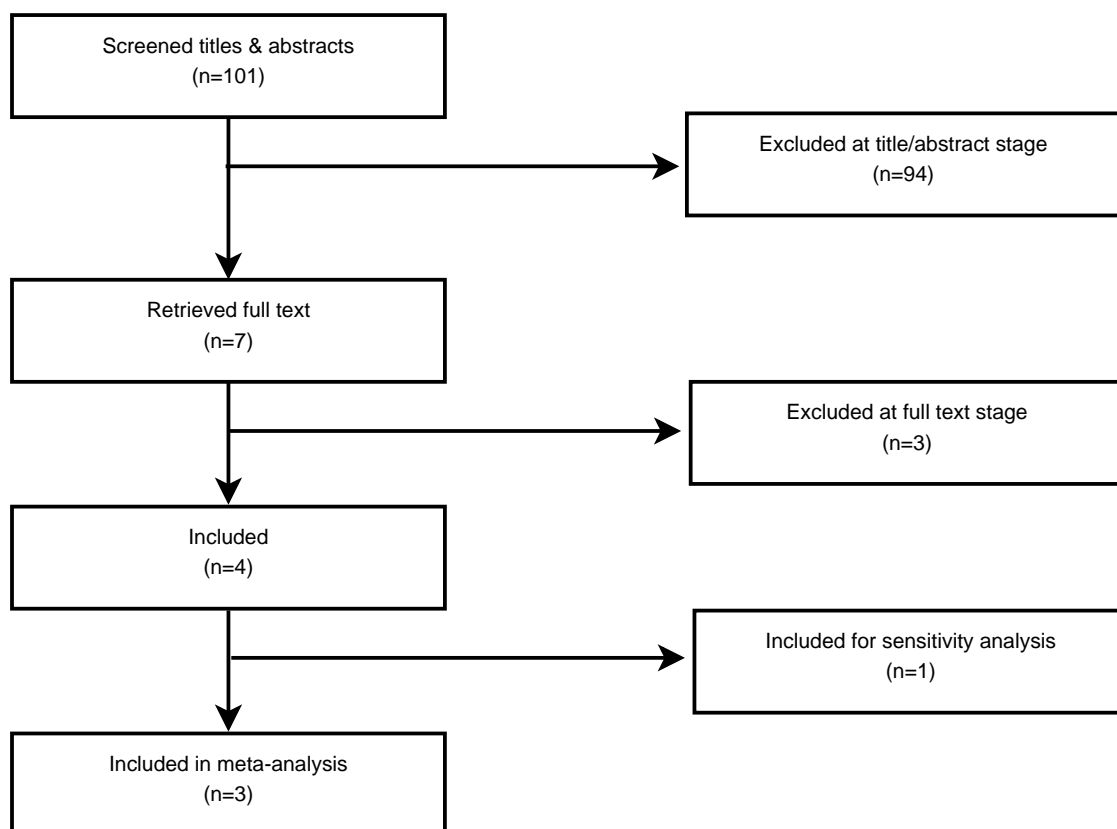 Screened titles & abstracts
(n=101)
Excluded at title/abstract stage
(n=94)
Retrieved full text
(n=7)
Excluded at full text stage
(n=3)
Included
(n=4)
Included for sensitivity analysis
(n=1)
Included in meta-analysis
(n=3)